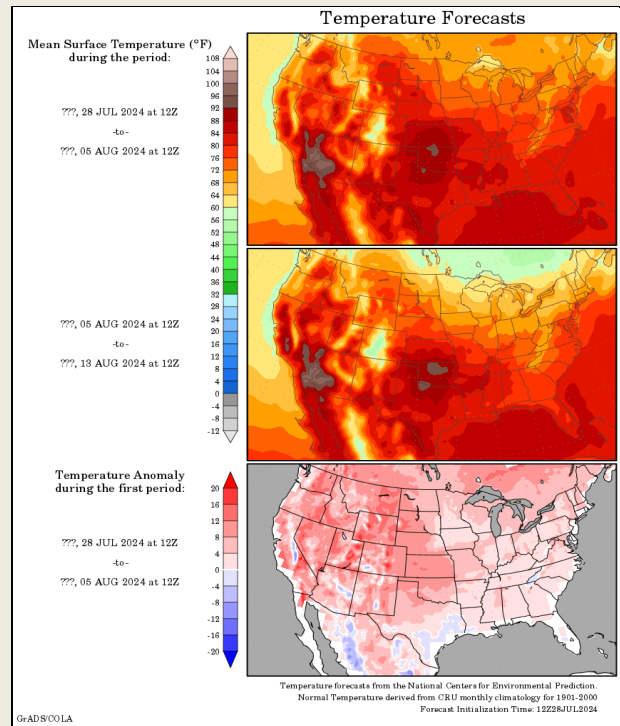 Temperature Forecasts
Mean Surface Temperature (°F)
during the period:
???, 28 JUL 2024 at 12Z
-to-
???, 05 AUG 2024 at 12Z
108
104
100
96
92
88
84
80
76
72
68
64
60
56
52
48
44
40
36
32
28
24
20
16
12
8
4
0
-4
-8
-12
???, 05 AUG 2024 at 12Z
-to-
???, 13 AUG 2024 at 12Z
Temperature Anomaly
during the first period:
???, 28 JUL 2024 at 12Z
-to-
???, 05 AUG 2024 at 12Z
20
16
12
8
4
0
-4
-8
-12
-16
-20
Temperature forecasts from the National Centers for Environmental Prediction.
Normal Temperature derived from CRU monthly climatology for 1901-2000
Forecast Initialization Time: 12Z28JUL2024
GrADS/COLA